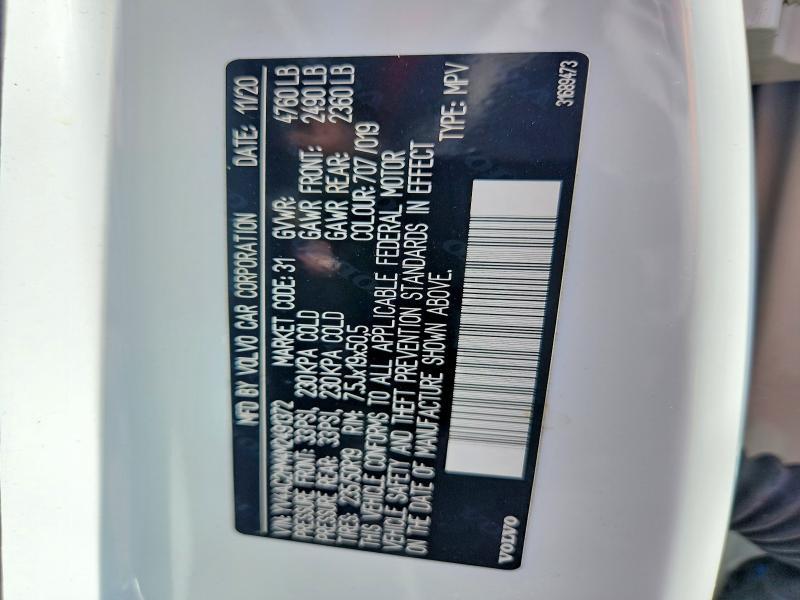 MFD BY VOLVO CAR CORPORATION DATE: 11/20
MARKET CODE: 31 GVWR: 4760 LB
PRESSURE FRONT: 33PSI, 230KPA COLD GAWR FRONT: 2490 LB
PRESSURE REAR: 33PSI, 230KPA COLD GAWR REAR: 2360 LB
TIRES: 235/50R19 RIM: 7.5Jx19x50,5 COLOUR: 707 /019
THIS VEHICLE CONFORMS TO ALL APPLICABLE FEDERAL MOTOR
VEHICLE SAFETY AND THEFT PREVENTION STANDARDS IN EFFECT
ON THE DATE OF MANUFACTURE SHOWN ABOVE.
TYPE: MPV
VOLVO
31689473